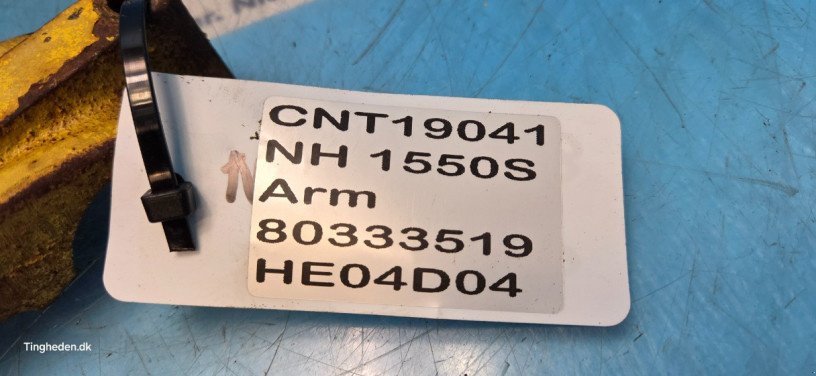 CNT19041
NH 1550S
Arm
80333519
HE04D04
Tingheden.dk